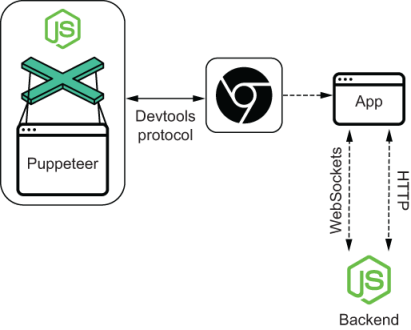 JS
Puppeteer
Devtools
protocol
App
WebSockets
HTTP
JS
Backend